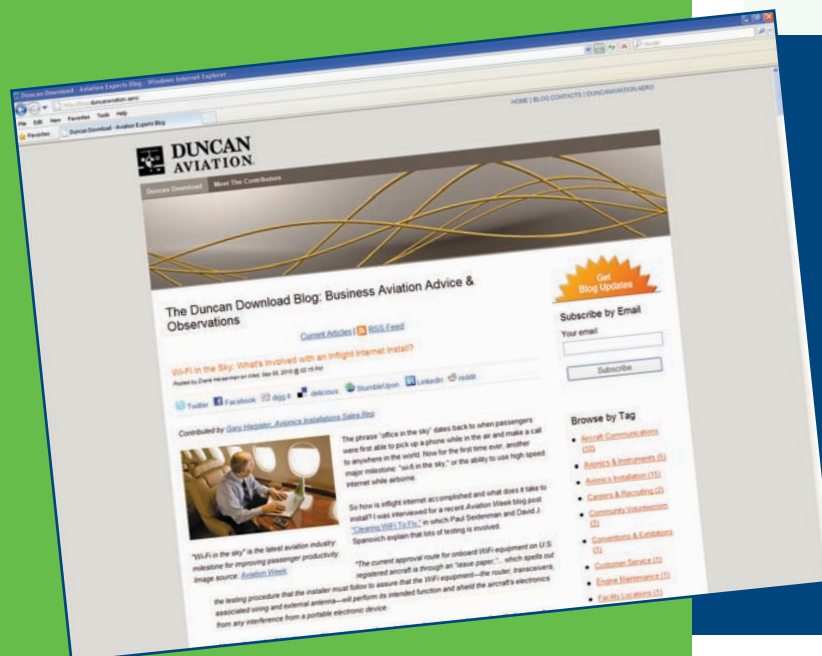 Duncan Download - Aviation Experts Blog - Windows Internet Explorer
File Edit View Favorites Tools Help
Favorites Duncan Download - Aviation Experts Blog
HOME | BLOG CONTACTS | DUNCANAVIATION.AERO
DUNCAN
AVIATION.
Duncan Download Meet The Contributors
The Duncan Download Blog: Business Aviation Advice &
Observations
Current Articles | RSS Feed
Wi-Fi in the Sky: What's Involved with an Inflight Internet Install?
Twitter Facebook digg it delicious StumbleUpon LinkedIn reddit
Contributed by Gary Harpster, Avionics Installations Sales Rep
The phrase "office in the sky" dates back to when passengers
were first able to pick up a phone while in the air and make a call
to anywhere in the world. Now for the first time ever, another
major milestone: "wi-fi in the sky," or the ability to use high speed
internet while airborne.
So how is inflight internet accomplished and what does it take to
install? I was interviewed for a recent Aviation Week blog post
"Clearing WiFi To Fly," in which Paul Seidenman and David J.
Spanovich explain that lots of testing is involved.
"Wi-Fi in the sky" is the latest aviation industry
milestone for improving passenger productivity.
Image source: Aviation Week.
"The current approval route for onboard WiFi equipment on U.S.
registered aircraft is through an "issue paper,"... which spells out
the testing procedure that the installer must follow to assure that the WiFi equipment—the router, transceivers,
associated wiring and external antenna—will perform its intended function and shield the aircraft's electronics
from any interference from a portable electronic device.
Get
Blog Updates
Subscribe by Email
Your email:
Subscribe
Browse by Tag
Aircraft Communications
(10)
Avionics & Instruments (5)
Avionics Installation (15)
Careers & Recruiting (2)
Community Volunteerism
(2)
Conventions & Exhibitions
(1)
Customer Service (1)
Engine Maintenance (1)
Facility Locations (1)